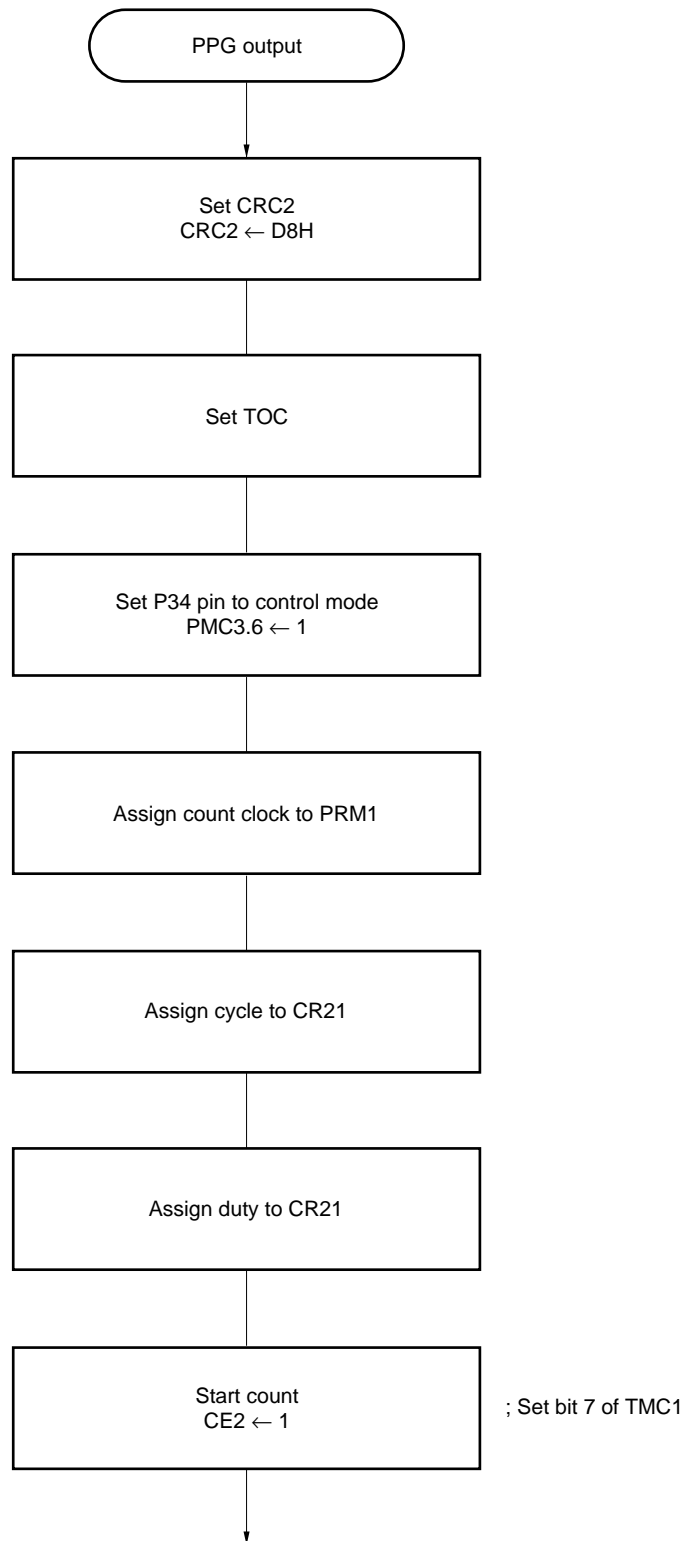 PPG output
Set CRC2
CRC2 ← D8H
Set TOC
Set P34 pin to control mode
PMC3.6 ← 1
Assign count clock to PRM1
Assign cycle to CR21
Assign duty to CR21
Start count
CE2 ← 1
; Set bit 7 of TMC1